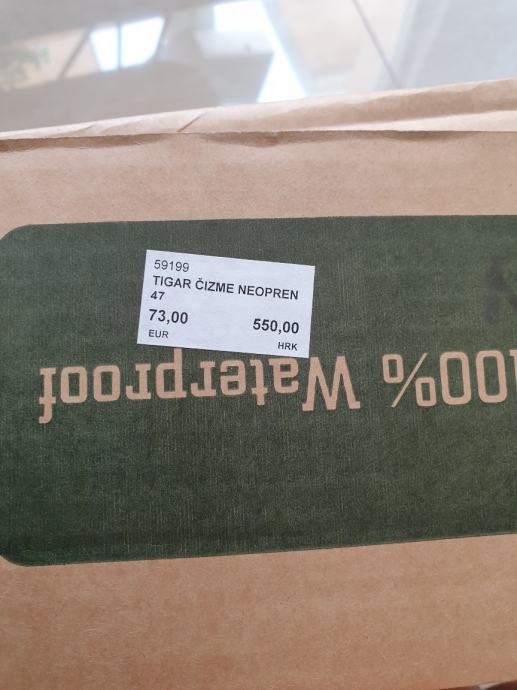 59199
TIGAR ČIZME NEOPREN
47
73,00 550,00
EUR HRK
100% Waterproof